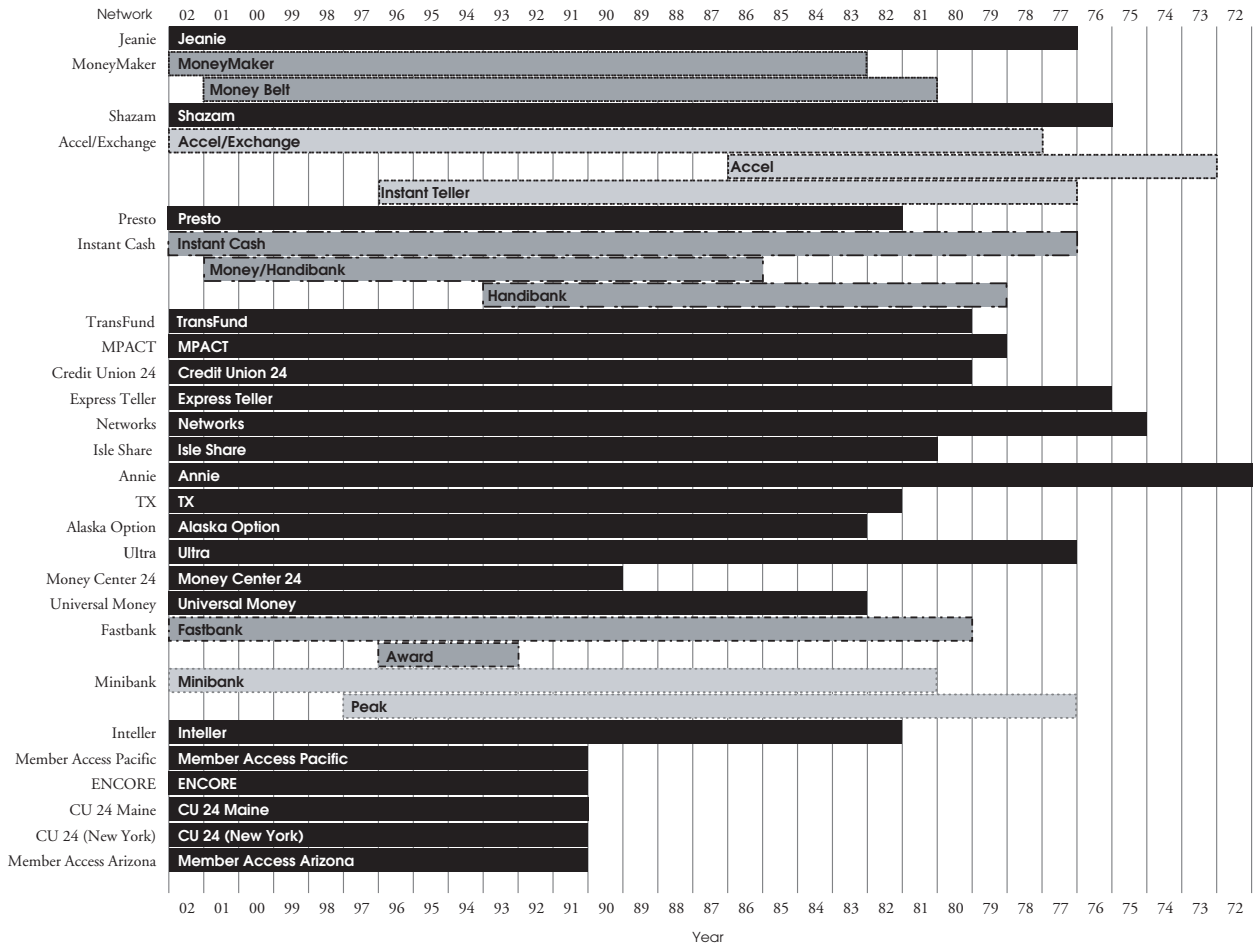 Network 02 01 00 99 99 98 97 96 95 94 93 92 91 90 89 88 87 86 85 84 83 82 81 80 79 78 77 76 75 74 73 72
Jeanie Jeanie
MoneyMaker MoneyMaker
Money Belt
Shazam Shazam
Accel/Exchange Accel/Exchange
Accel
Instant Teller
Presto Presto
Instant Cash Instant Cash
Money/Handibank
Handibank
TransFund TransFund
MPACT MPACT
Credit Union 24 Credit Union 24
Express Teller Express Teller
Networks Networks
Isle Share Isle Share
Annie Annie
TX TX
Alaska Option Alaska Option
Ultra Ultra
Money Center 24 Money Center 24
Universal Money Universal Money
Fastbank Fastbank
Award
Minibank Minibank
Peak
Inteller Inteller
Member Access Pacific Member Access Pacific
ENCORE ENCORE
CU 24 Maine CU 24 Maine
CU 24 (New York) CU 24 (New York)
Member Access Arizona Member Access Arizona
02 01 00 99 98 97 96 95 94 93 92 91 90 89 88 87 86 85 84 83 82 81 80 79 78 77 76 75 74 73 72
Year